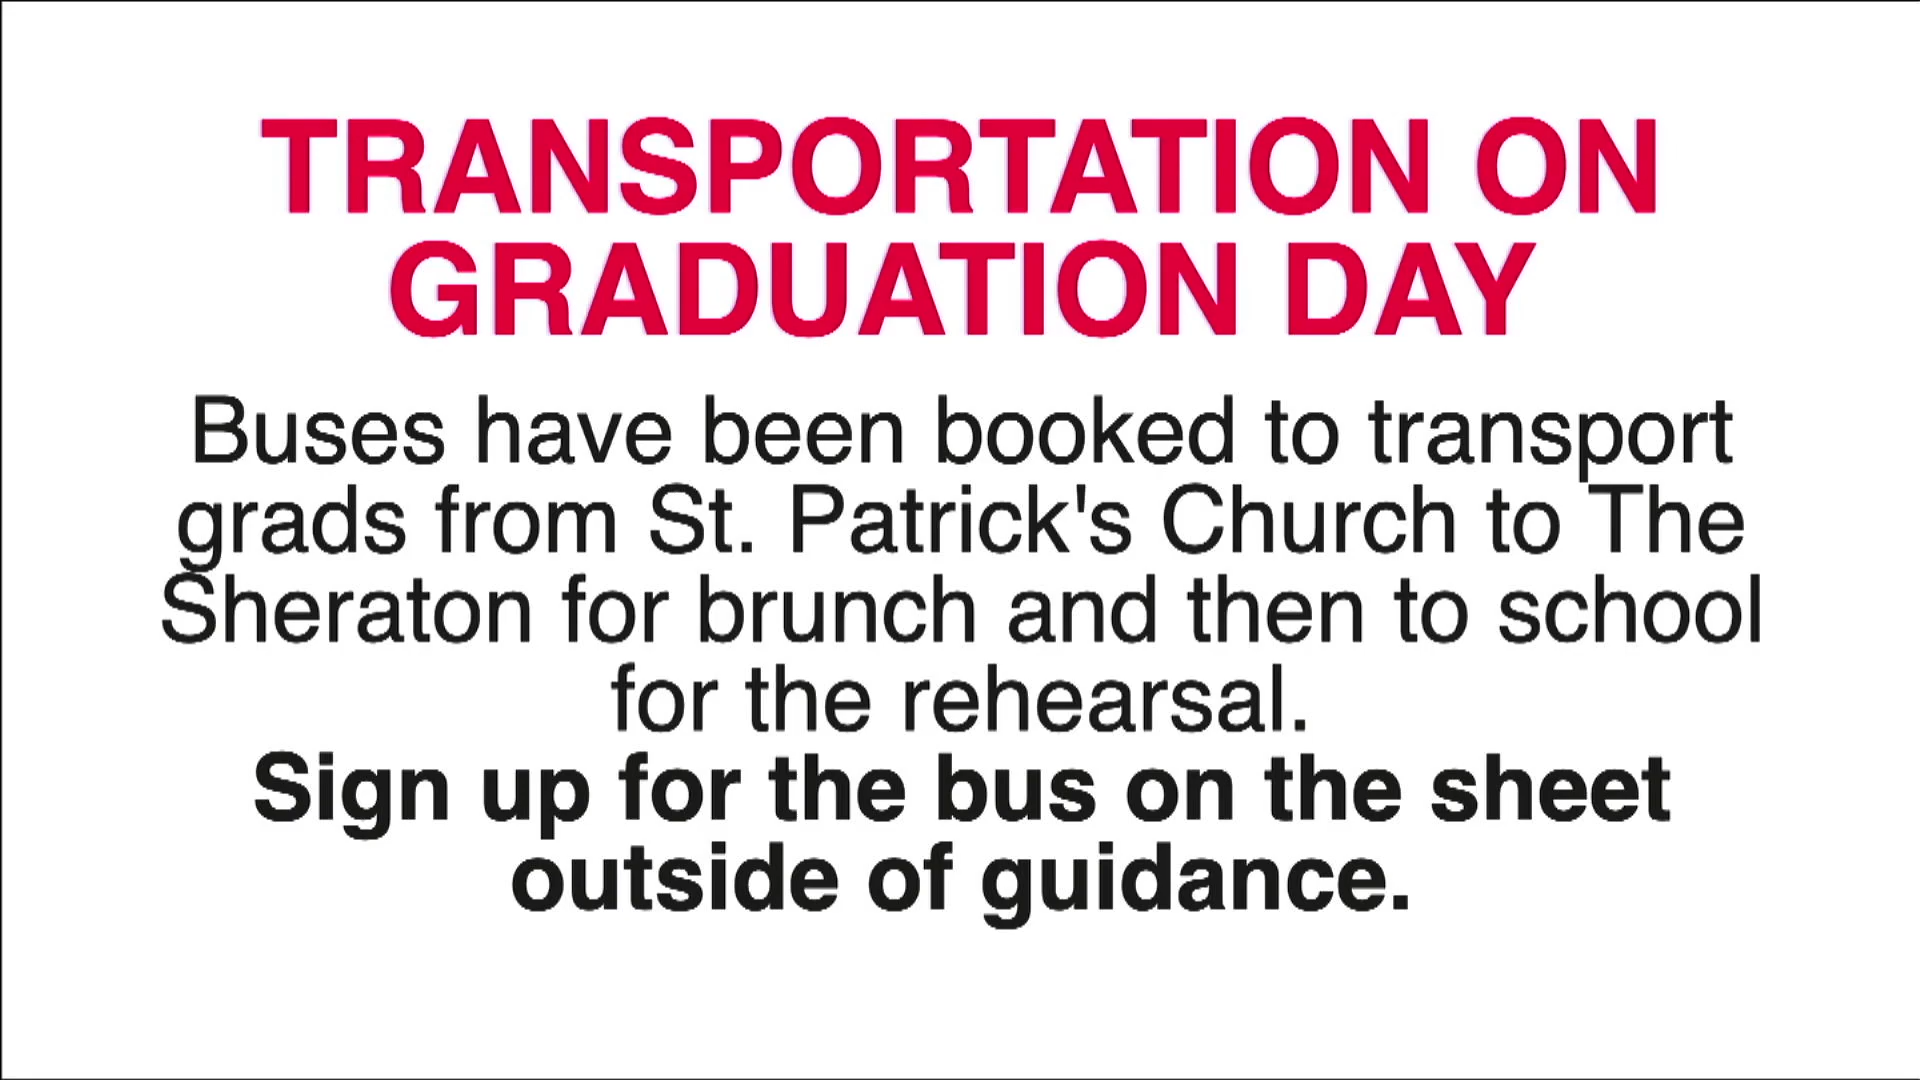 TRANSPORTATION ON
GRADUATION DAY
Buses have been booked to transport
grads from St. Patrick's Church to The
Sheraton for brunch and then to school
for the rehearsal.
Sign up for the bus on the sheet
outside of guidance.